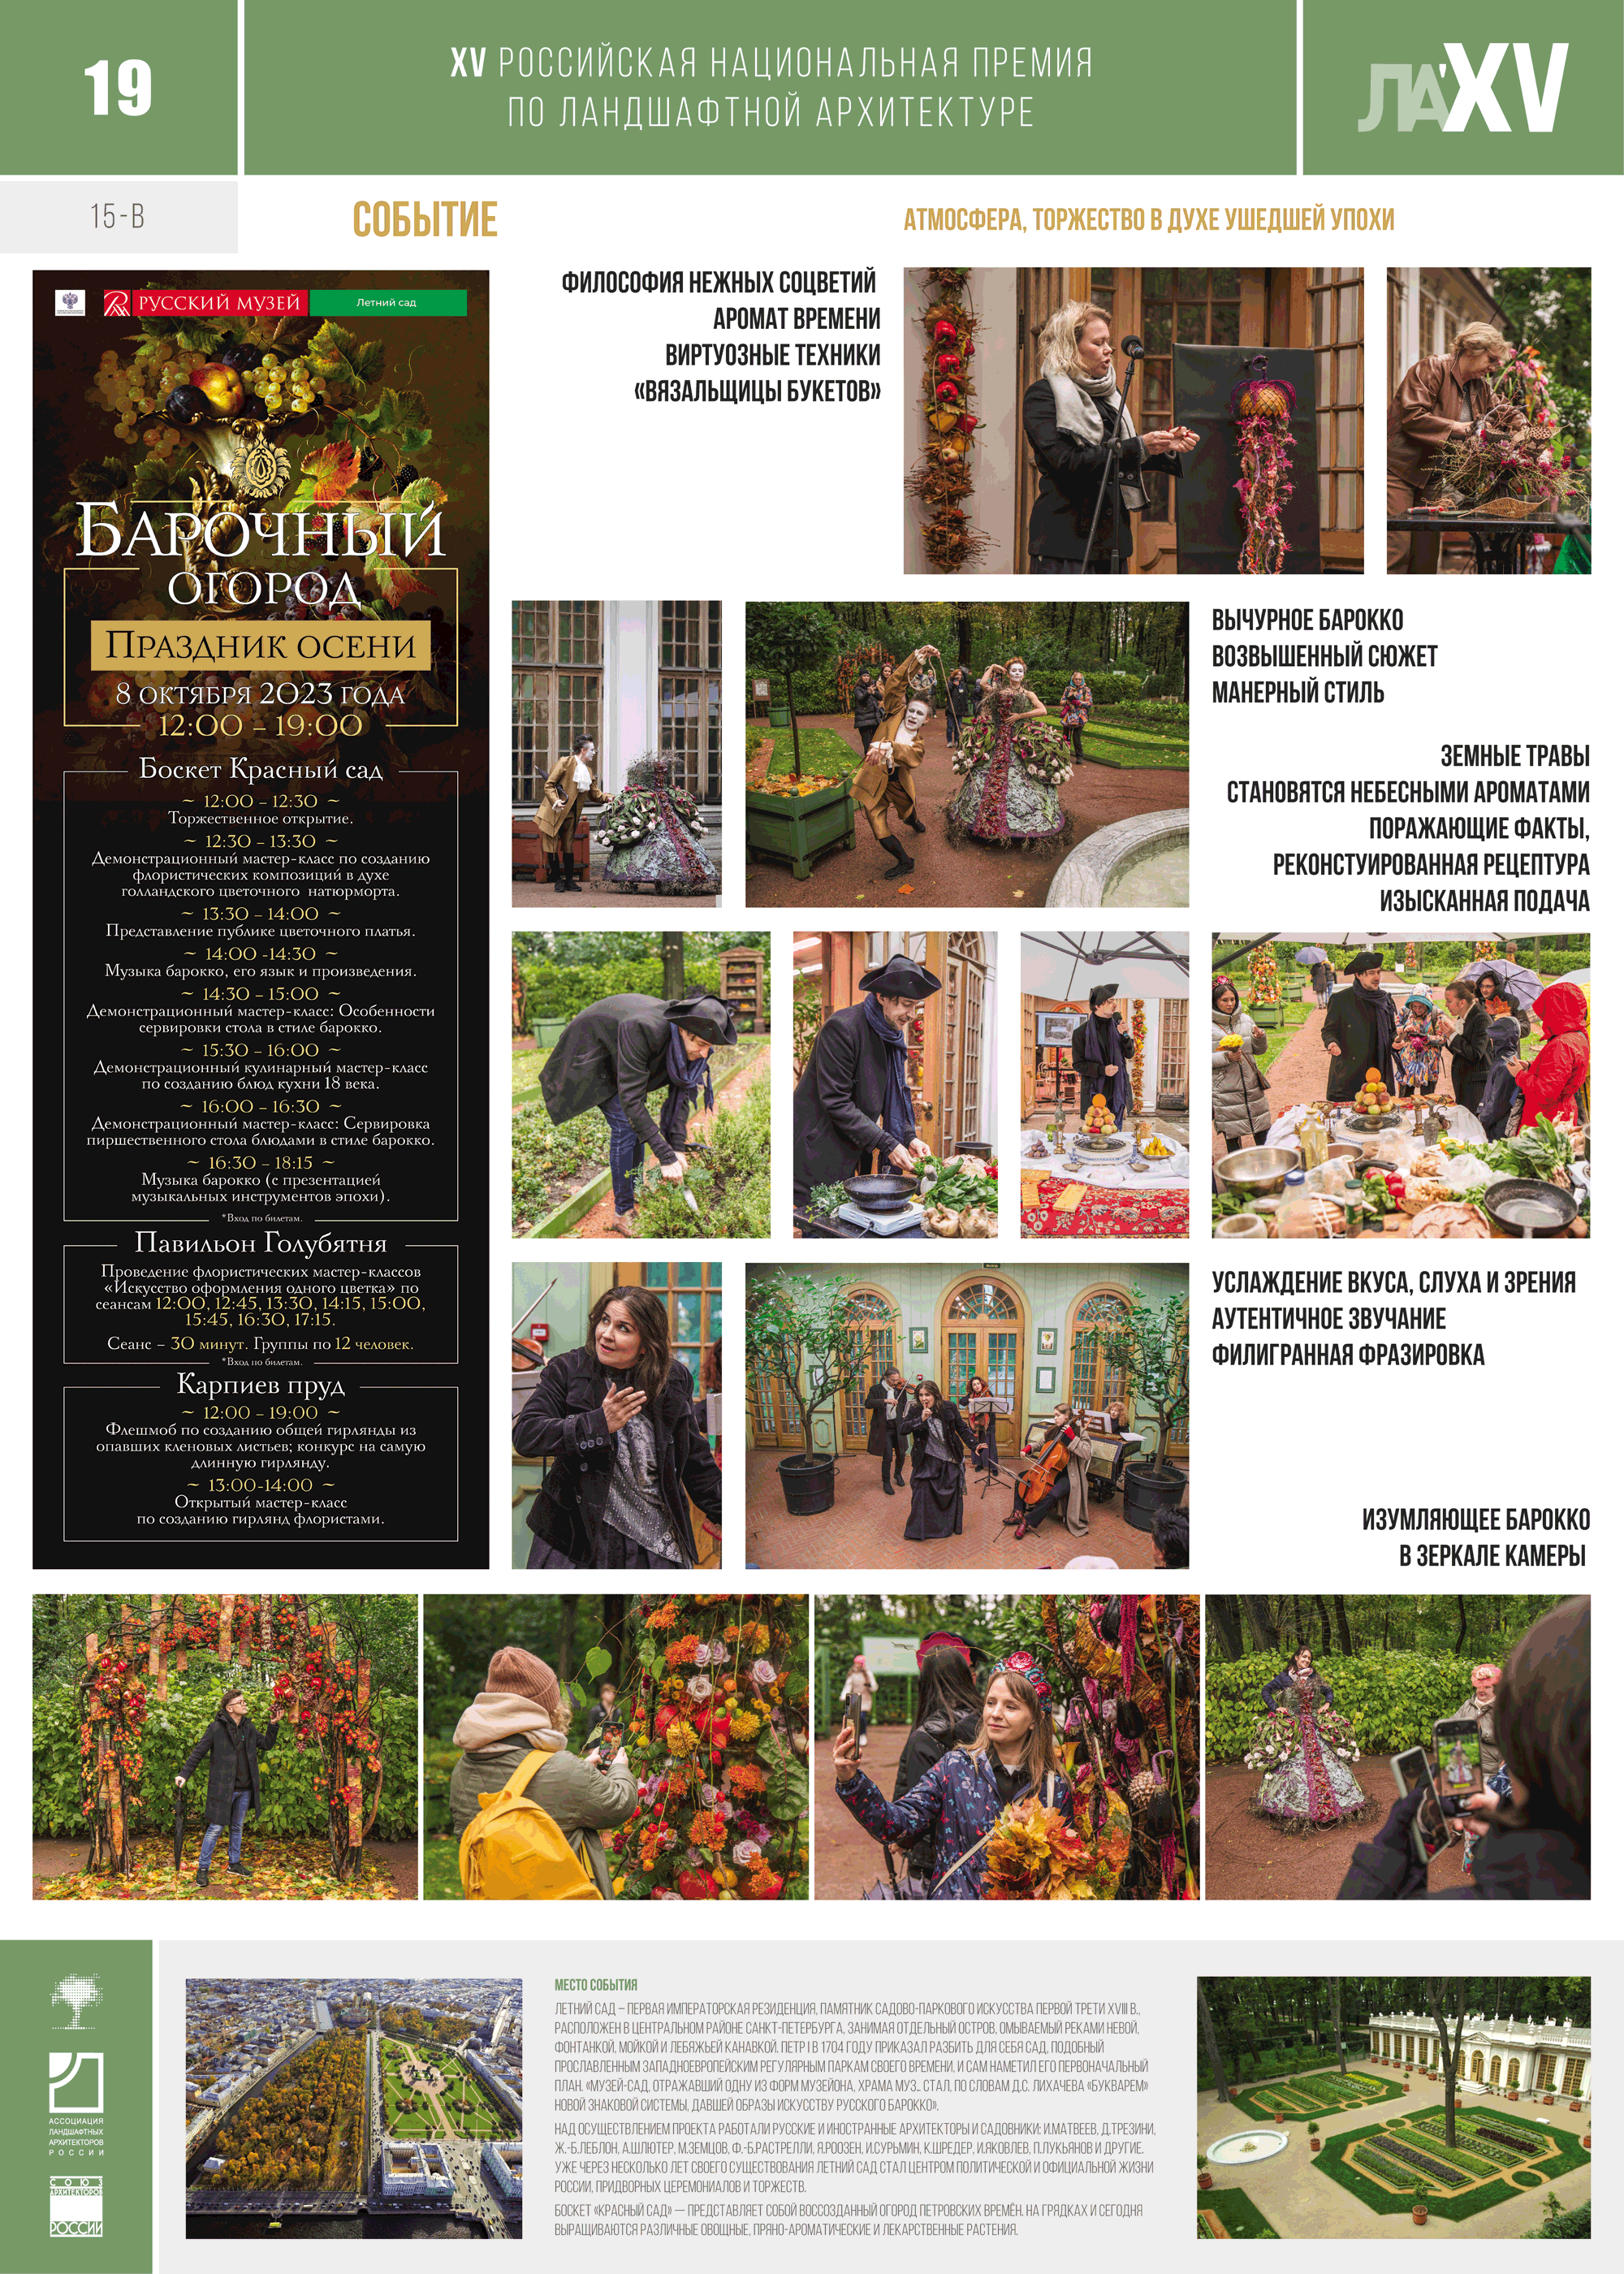 19
XV РОССИЙСКАЯ НАЦИОНАЛЬНАЯ ПРЕМИЯ
ПО ЛАНДШАФТНОЙ АРХИТЕКТУРЕ
ЛА'XV
15-В
СОБЫТИЕ
АТМОСФЕРА, ТОРЖЕСТВО В ДУХЕ УШЕДШЕЙ УПОХИ
РУССКИЙ МУЗЕЙ
Летний сад
БАРОЧНЫЙ
ОГОРОД
ПРАЗДНИК ОСЕНИ
8 ОКТЯБРЯ 2023 ГОДА
12:00 – 19:00
Боскет Красный сад
~ 12:00 – 12:30 ~
Торжественное открытие.
~ 12:30 – 13:30 ~
Демонстрационный мастер-класс по созданию
флористических композиций в духе
голландского цветочного натюрморта.
~ 13:30 – 14:00 ~
Представление публике цветочного платья.
~ 14:00 -14:30 ~
Музыка барокко, его язык и произведения.
~ 14:30 – 15:00 ~
Демонстрационный мастер-класс: Особенности
сервировки стола в стиле барокко.
~ 15:30 – 16:00 ~
Демонстрационный кулинарный мастер-класс
по созданию блюд кухни 18 века.
~ 16:00 – 16:30 ~
Демонстрационный мастер-класс: Сервировка
пиршественного стола блюдами в стиле барокко.
~ 16:30 – 18:15 ~
Музыка барокко (с презентацией
музыкальных инструментов эпохи).
*Вход по билетам.
Павильон Голубятня
Проведение флористических мастер-классов
«Искусство оформления одного цветка» по
сеансам 12:00, 12:45, 13:30, 14:15, 15:00,
15:45, 16:30, 17:15.
Сеанс – 30 минут. Группы по 12 человек.
*Вход по билетам.
Карпиев пруд
~ 12:00 – 19:00 ~
Флешмоб по созданию общей гирлянды из
опавших кленовых листьев; конкурс на самую
длинную гирлянду.
~ 13:00-14:00 ~
Открытый мастер-класс
по созданию гирлянд флористами.
ФИЛОСОФИЯ НЕЖНЫХ СОЦВЕТИЙ
АРОМАТ ВРЕМЕНИ
ВИРТУОЗНЫЕ ТЕХНИКИ
«ВЯЗАЛЬЩИЦЫ БУКЕТОВ»
ВЫЧУРНОЕ БАРОККО
ВОЗВЫШЕННЫЙ СЮЖЕТ
МАНЕРНЫЙ СТИЛЬ
ЗЕМНЫЕ ТРАВЫ
СТАНОВЯТСЯ НЕБЕСНЫМИ АРОМАТАМИ
ПОРАЖАЮЩИЕ ФАКТЫ,
РЕКОНСТУИРОВАННАЯ РЕЦЕПТУРА
ИЗЫСКАННАЯ ПОДАЧА
УСЛАЖДЕНИЕ ВКУСА, СЛУХА И ЗРЕНИЯ
АУТЕНТИЧНОЕ ЗВУЧАНИЕ
ФИЛИГРАННАЯ ФРАЗИРОВКА
ИЗУМЛЯЮЩЕЕ БАРОККО
В ЗЕРКАЛЕ КАМЕРЫ
АССОЦИАЦИЯ
ЛАНДШАФТНЫХ
АРХИТЕКТОРОВ
РОССИИ
СОЮЗ
АРХИТЕКТОРОВ
РОССИИ
МЕСТО СОБЫТИЯ
ЛЕТНИЙ САД – ПЕРВАЯ ИМПЕРАТОРСКАЯ РЕЗИДЕНЦИЯ, ПАМЯТНИК САДОВО-ПАРКОВОГО ИСКУССТВА ПЕРВОЙ ТРЕТИ XVIII В.,
РАСПОЛОЖЕН В ЦЕНТРАЛЬНОМ РАЙОНЕ САНКТ-ПЕТЕРБУРГА, ЗАНИМАЯ ОТДЕЛЬНЫЙ ОСТРОВ, ОМЫВАЕМЫЙ РЕКАМИ НЕВОЙ,
ФОНТАНКОЙ, МОЙКОЙ И ЛЕБЯЖЬЕЙ КАНАВКОЙ. ПЕТР I В 1704 ГОДУ ПРИКАЗАЛ РАЗБИТЬ ДЛЯ СЕБЯ САД, ПОДОБНЫЙ
ПРОСЛАВЛЕННЫМ ЗАПАДНОЕВРОПЕЙСКИМ РЕГУЛЯРНЫМ ПАРКАМ СВОЕГО ВРЕМЕНИ, И САМ НАМЕТИЛ ЕГО ПЕРВОНАЧАЛЬНЫЙ
ПЛАН. «МУЗЕЙ-САД, ОТРАЖАВШИЙ ОДНУ ИЗ ФОРМ МУЗЕЙОНА, ХРАМА МУЗ... СТАЛ, ПО СЛОВАМ Д.С. ЛИХАЧЕВА «БУКВАРЕМ»
НОВОЙ ЗНАКОВОЙ СИСТЕМЫ, ДАВШЕЙ ОБРАЗЫ ИСКУССТВУ РУССКОГО БАРОККО».
НАД ОСУЩЕСТВЛЕНИЕМ ПРОЕКТА РАБОТАЛИ РУССКИЕ И ИНОСТРАННЫЕ АРХИТЕКТОРЫ И САДОВНИКИ: И.МАТВЕЕВ, Д.ТРЕЗИНИ,
Ж.-Б.ЛЕБЛОН, А.ШЛЮТЕР, М.ЗЕМЦОВ, Ф.-Б.РАСТРЕЛЛИ, Я.РООЗЕН, И.СУРЬМИН, К.ШРЕДЕР, И.ЯКОВЛЕВ, П.ЛУКЬЯНОВ И ДРУГИЕ.
УЖЕ ЧЕРЕЗ НЕСКОЛЬКО ЛЕТ СВОЕГО СУЩЕСТВОВАНИЯ ЛЕТНИЙ САД СТАЛ ЦЕНТРОМ ПОЛИТИЧЕСКОЙ И ОФИЦИАЛЬНОЙ ЖИЗНИ
РОССИИ, ПРИДВОРНЫХ ЦЕРЕМОНИАЛОВ И ТОРЖЕСТВ.
БОСКЕТ «КРАСНЫЙ САД» — ПРЕДСТАВЛЯЕТ СОБОЙ ВОССОЗДАННЫЙ ОГОРОД ПЕТРОВСКИХ ВРЕМЁН. НА ГРЯДКАХ И СЕГОДНЯ
ВЫРАЩИВАЮТСЯ РАЗЛИЧНЫЕ ОВОЩНЫЕ, ПРЯНО-АРОМАТИЧЕСКИЕ И ЛЕКАРСТВЕННЫЕ РАСТЕНИЯ.